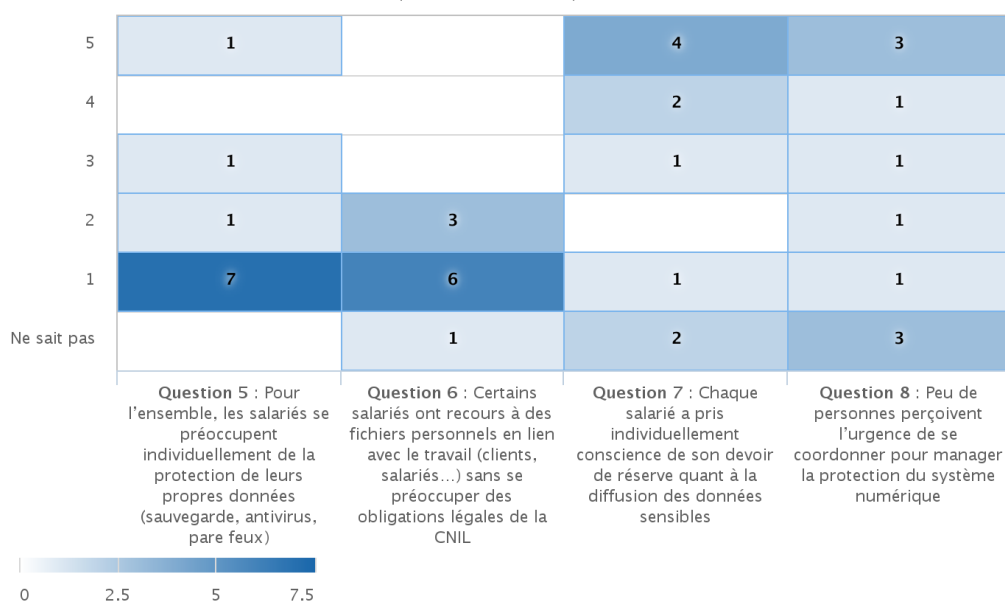 5 1 4 3
4 2 1
3 1 1 1
2 1 3 1
1 7 6 1 1
Ne sait pas 1 2 3
Question 5 : Pour
l'ensemble, les salariés se
préoccupent
individuellement de la
protection de leurs
propres données
(sauvegarde, antivirus,
pare feux)
Question 6 : Certains
salariés ont recours à des
fichiers personnels en lien
avec le travail (clients,
salariés...) sans se
préoccuper des
obligations légales de la
CNIL
Question 7 : Chaque
salarié a pris
individuellement
conscience de son devoir
de réserve quant à la
diffusion des données
sensibles
Question 8 : Peu de
personnes perçoivent
l'urgence de se
coordonner pour manager
la protection du système
numérique
0 2.5 5 7.5